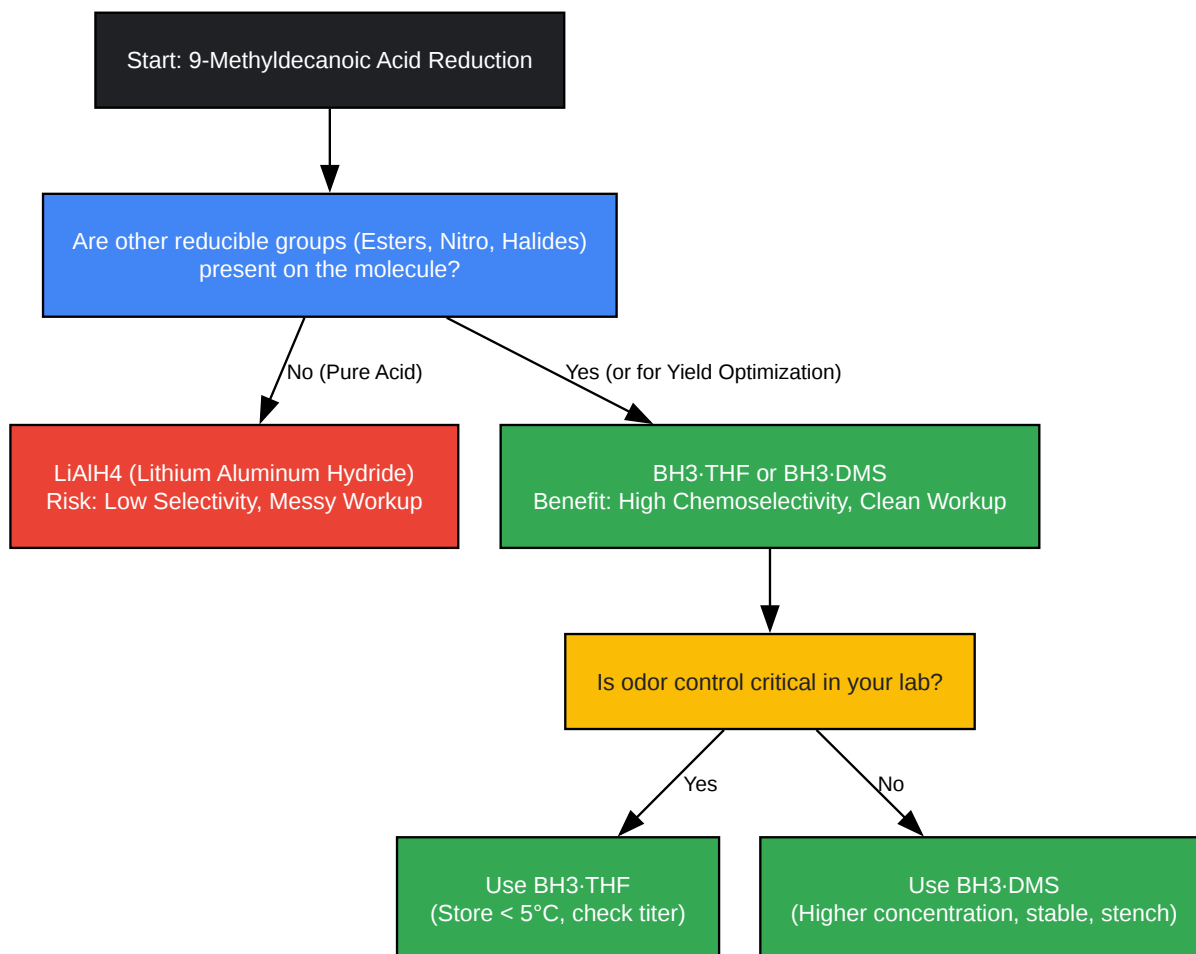 Start: 9-Methyldecanoic Acid Reduction
Are other reducible groups (Esters, Nitro, Halides)
present on the molecule?
No (Pure Acid)
Yes (or for Yield Optimization)
LiAlH4 (Lithium Aluminum Hydride)
Risk: Low Selectivity, Messy Workup
BH3·THF or BH3·DMS
Benefit: High Chemoselectivity, Clean Workup
Is odor control critical in your lab?
Yes
No
Use BH3·THF
(Store < 5°C, check titer)
Use BH3·DMS
(Higher concentration, stable, stench)